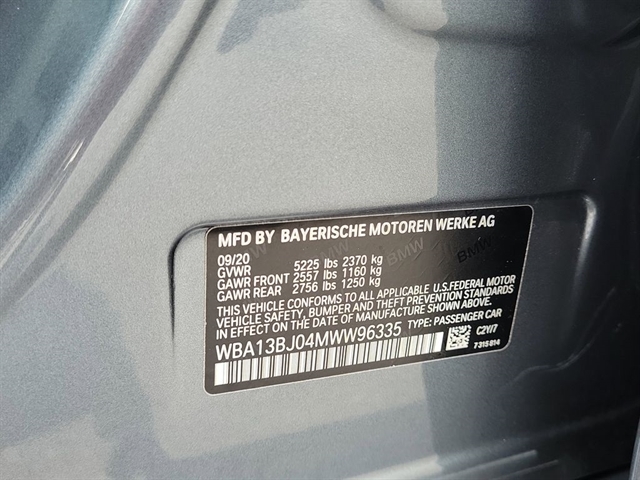 MFD BY BAYERISCHE MOTOREN WERKE AG
09/20
GVWR 5225 lbs 2370 kg
GAWR FRONT 2557 lbs 1160 kg
GAWR REAR 2756 lbs 1250 kg
THIS VEHICLE CONFORMS TO ALL APPLICABLE U.S.FEDERAL MOTOR
VEHICLE SAFETY, BUMPER AND THEFT PREVENTION STANDARDS
IN EFFECT ON THE DATE OF MANUFACTURE SHOWN ABOVE.
WBA13BJ04MWW96335 TYPE: PASSENGER CAR
C2Y/7
7315814
BMW
BMW